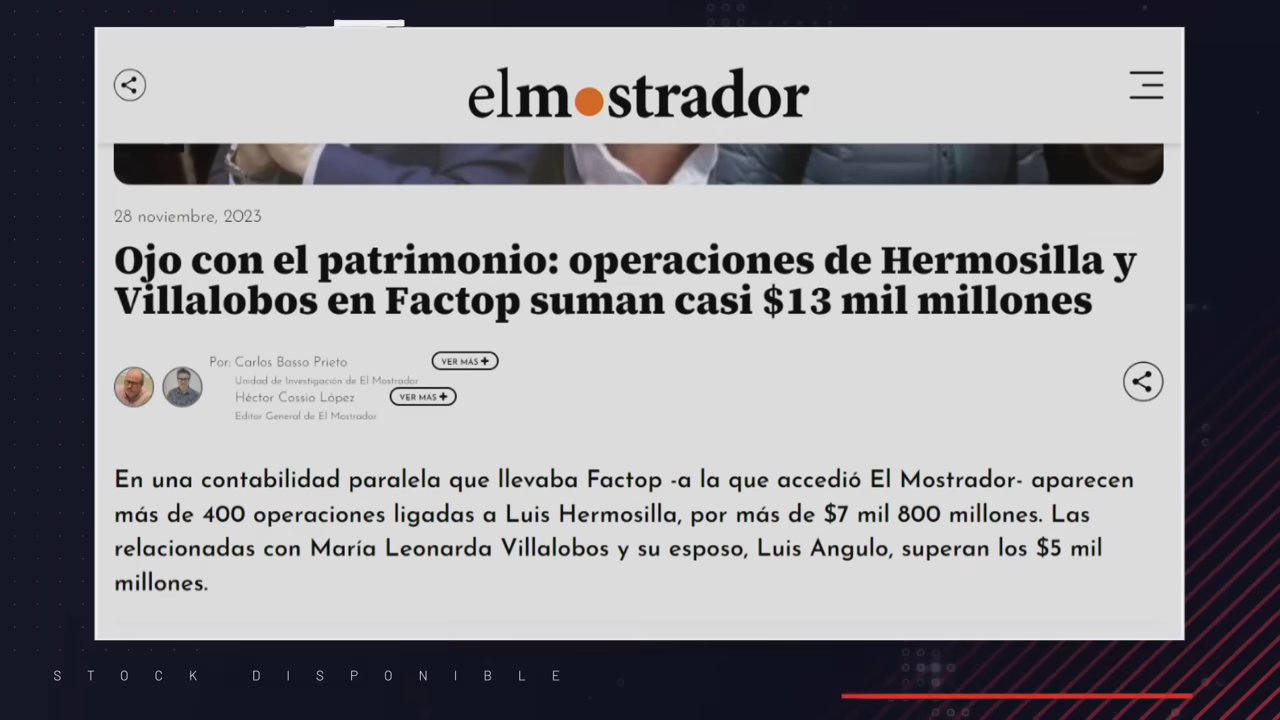 elmostrador
28 noviembre, 2023
Ojo con el patrimonio: operaciones de Hermosilla y
Villalobos en Factop suman casi $13 mil millones
Por: Carlos Basso Prieto
VER MÁS +
Unidad de Investigación de El Mostrador
Héctor Cossio López
VER MÁS +
Editor General de El Mostrador
En una contabilidad paralela que llevaba Factop -a la que accedió El Mostrador- aparecen
más de 400 operaciones ligadas a Luis Hermosilla, por más de $7 mil 800 millones. Las
relacionadas con María Leonarda Villalobos y su esposo, Luis Angulo, superan los $5 mil
millones.
STOCK DISPONIBLE